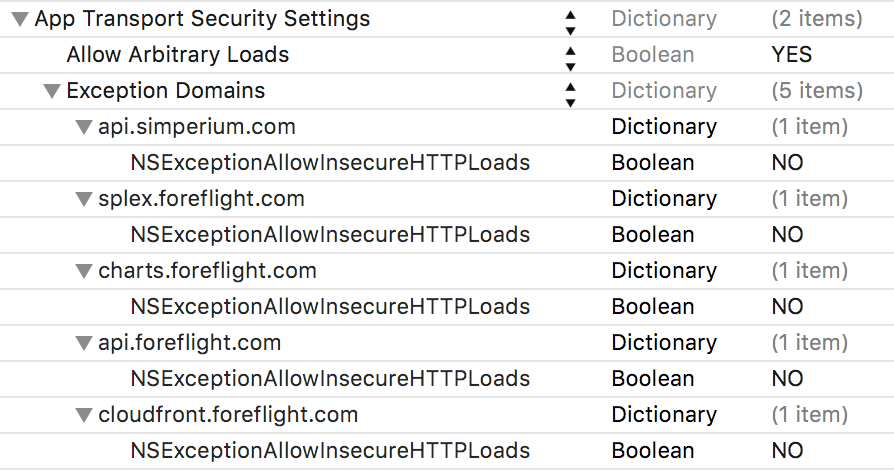 App Transport Security Settings Dictionary (2 items)
Allow Arbitrary Loads Boolean YES
Exception Domains Dictionary (5 items)
api.simperium.com Dictionary (1 item)
NSExceptionAllowInsecureHTTPLoads Boolean NO
splex.foreflight.com Dictionary (1 item)
NSExceptionAllowInsecureHTTPLoads Boolean NO
charts.foreflight.com Dictionary (1 item)
NSExceptionAllowInsecureHTTPLoads Boolean NO
api.foreflight.com Dictionary (1 item)
NSExceptionAllowInsecureHTTPLoads Boolean NO
cloudfront.foreflight.com Dictionary (1 item)
NSExceptionAllowInsecureHTTPLoads Boolean NO